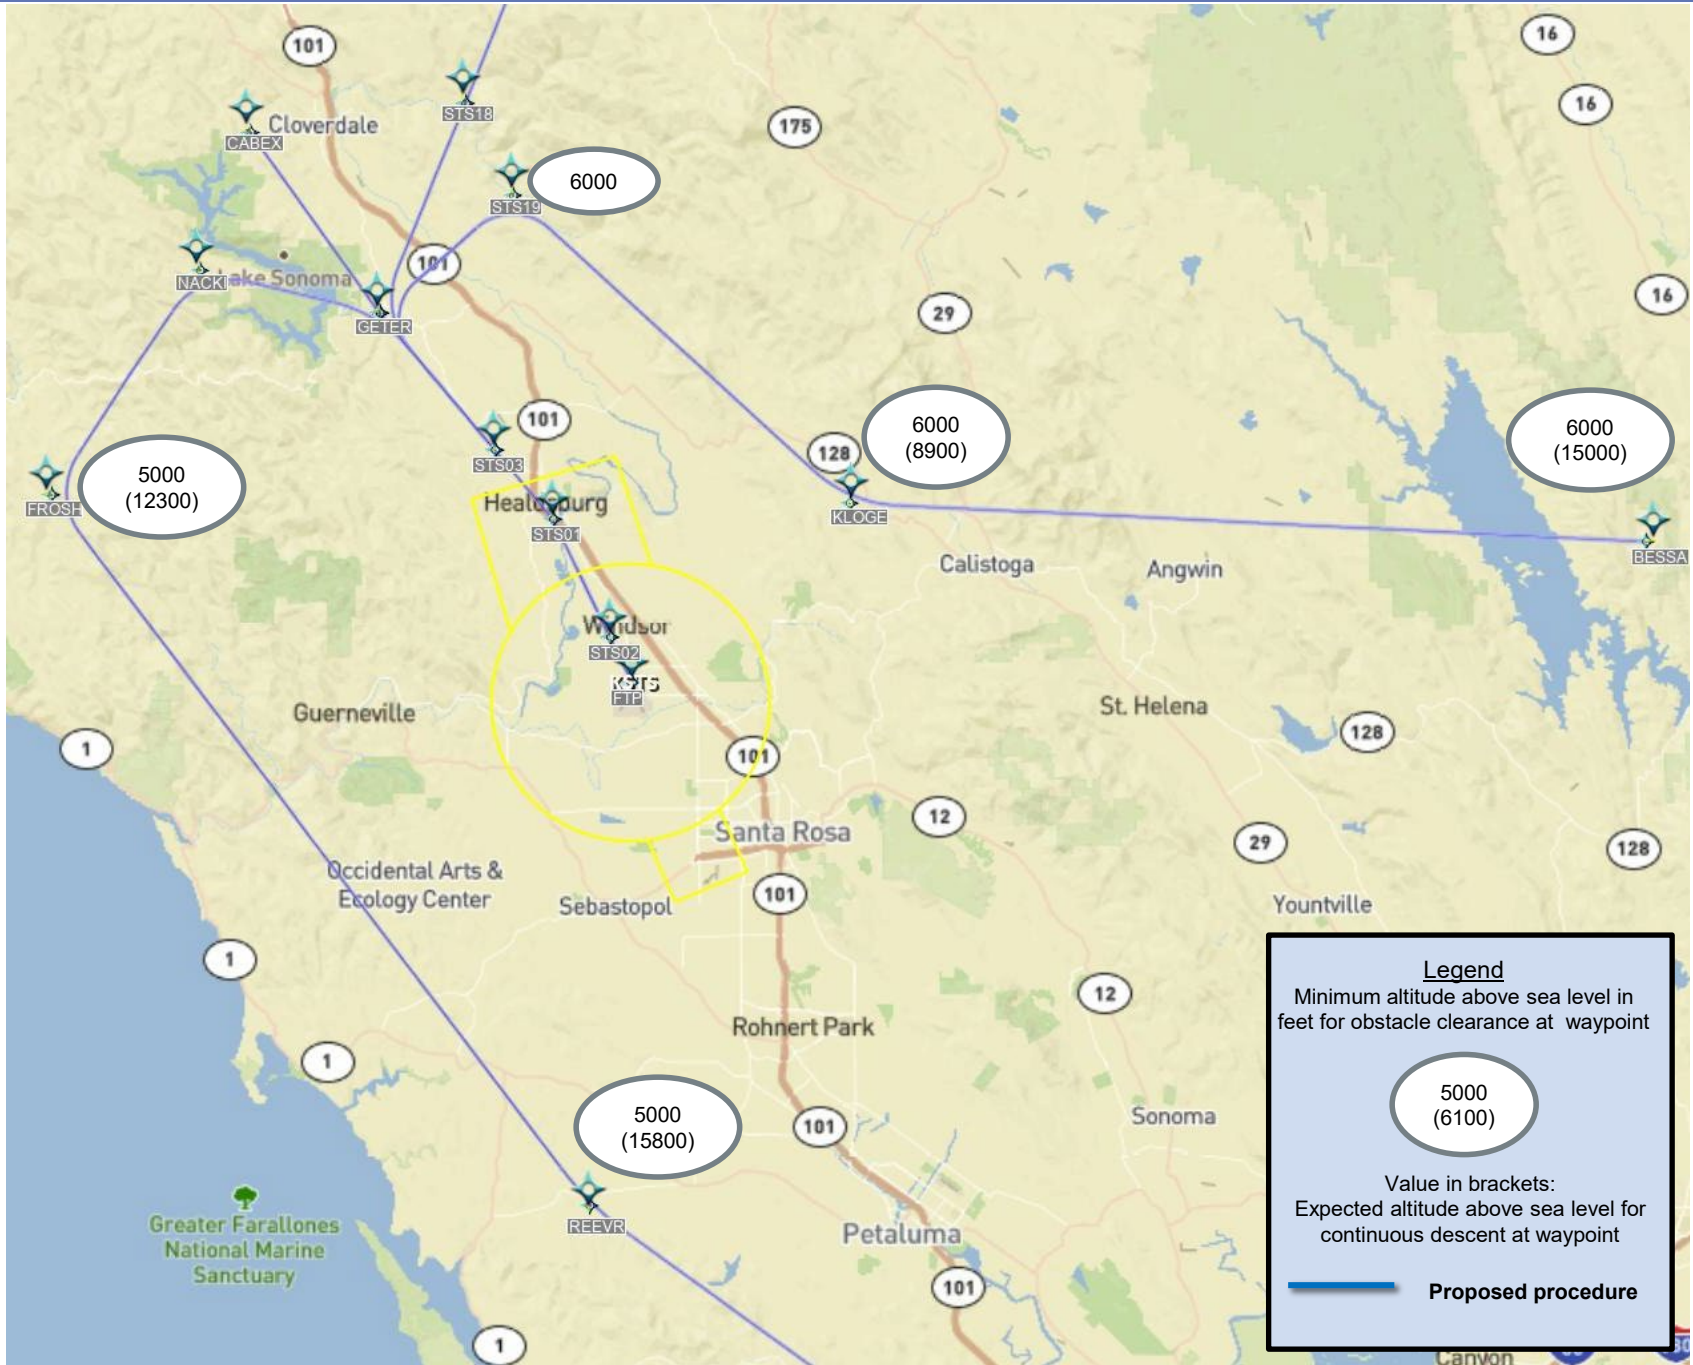 101
16
16
175
STS18
CABEX
Cloverdale
6000
STS19
101
NACKI
Lake Sonoma
16
GETER
29
101
6000
(8900)
6000
(15000)
128
STS03
5000
(12300)
FROSH
Healdsburg
STS01
KLOGE
BESSA
Calistoga
Angwin
Windsor
STS02
KSTS
FTP
Guerneville
St. Helena
1
128
101
12
Santa Rosa
29
128
Occidental Arts &
Ecology Center
101
Sebastopol
Yountville
1
12
Rohnert Park
1
5000
(15800)
101
Sonoma
REEVR
Greater Farallones
National Marine
Sanctuary
Petaluma
101
1
Legend
Minimum altitude above sea level in
feet for obstacle clearance at waypoint
5000
(6100)
Value in brackets:
Expected altitude above sea level for
continuous descent at waypoint
Proposed procedure
Canyon